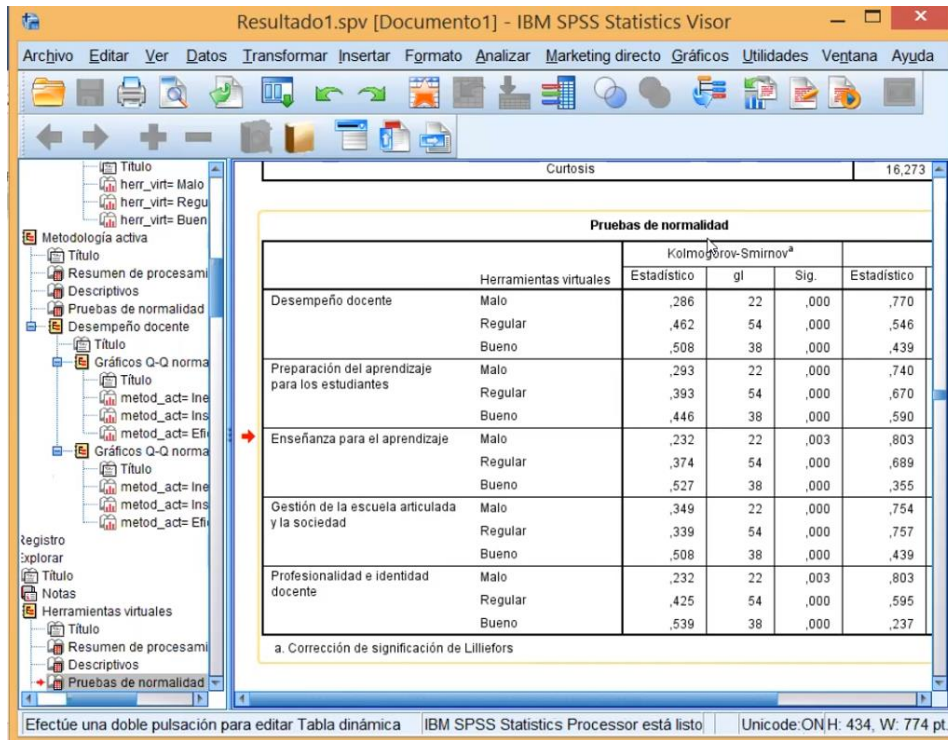 Resultado1.spv [Documento1] - IBM SPSS Statistics Visor
Archivo Editar Ver Datos Transformar Insertar Formato Analizar Marketing directo Gráficos Utilidades Ventana Ayuda
Título
herr_virt= Malo
herr_virt= Regu
herr_virt= Buen
Metodología activa
Título
Resumen de procesami
Descriptivos
Pruebas de normalidad
Desempeño docente
Título
Gráficos Q-Q norma
Título
metod_act= Ine
metod_act= Ins
metod_act= Efi
Gráficos Q-Q norma
Título
metod_act= Ine
metod_act= Ins
metod_act= Efi
Registro
Explorar
Título
Notas
Herramientas virtuales
Título
Resumen de procesami
Descriptivos
Pruebas de normalidad
Curtosis 16,273
Pruebas de normalidad
Kolmogorov-Smirnovª
Herramientas virtuales Estadístico gl Sig. Estadístico
Desempeño docente Malo ,286 22 ,000 ,770
Regular ,462 54 ,000 ,546
Bueno ,508 38 ,000 ,439
Preparación del aprendizaje para los estudiantes Malo ,293 22 ,000 ,740
Regular ,393 54 ,000 ,670
Bueno ,446 38 ,000 ,590
Enseñanza para el aprendizaje Malo ,232 22 ,003 ,803
Regular ,374 54 ,000 ,689
Bueno ,527 38 ,000 ,355
Gestión de la escuela articulada y la sociedad Malo ,349 22 ,000 ,754
Regular ,339 54 ,000 ,757
Bueno ,508 38 ,000 ,439
Profesionalidad e identidad docente Malo ,232 22 ,003 ,803
Regular ,425 54 ,000 ,595
Bueno ,539 38 ,000 ,237
a. Corrección de significación de Lilliefors
Efectúe una doble pulsación para editar Tabla dinámica IBM SPSS Statistics Processor está listo Unicode:ON H: 434, W: 774 pt.